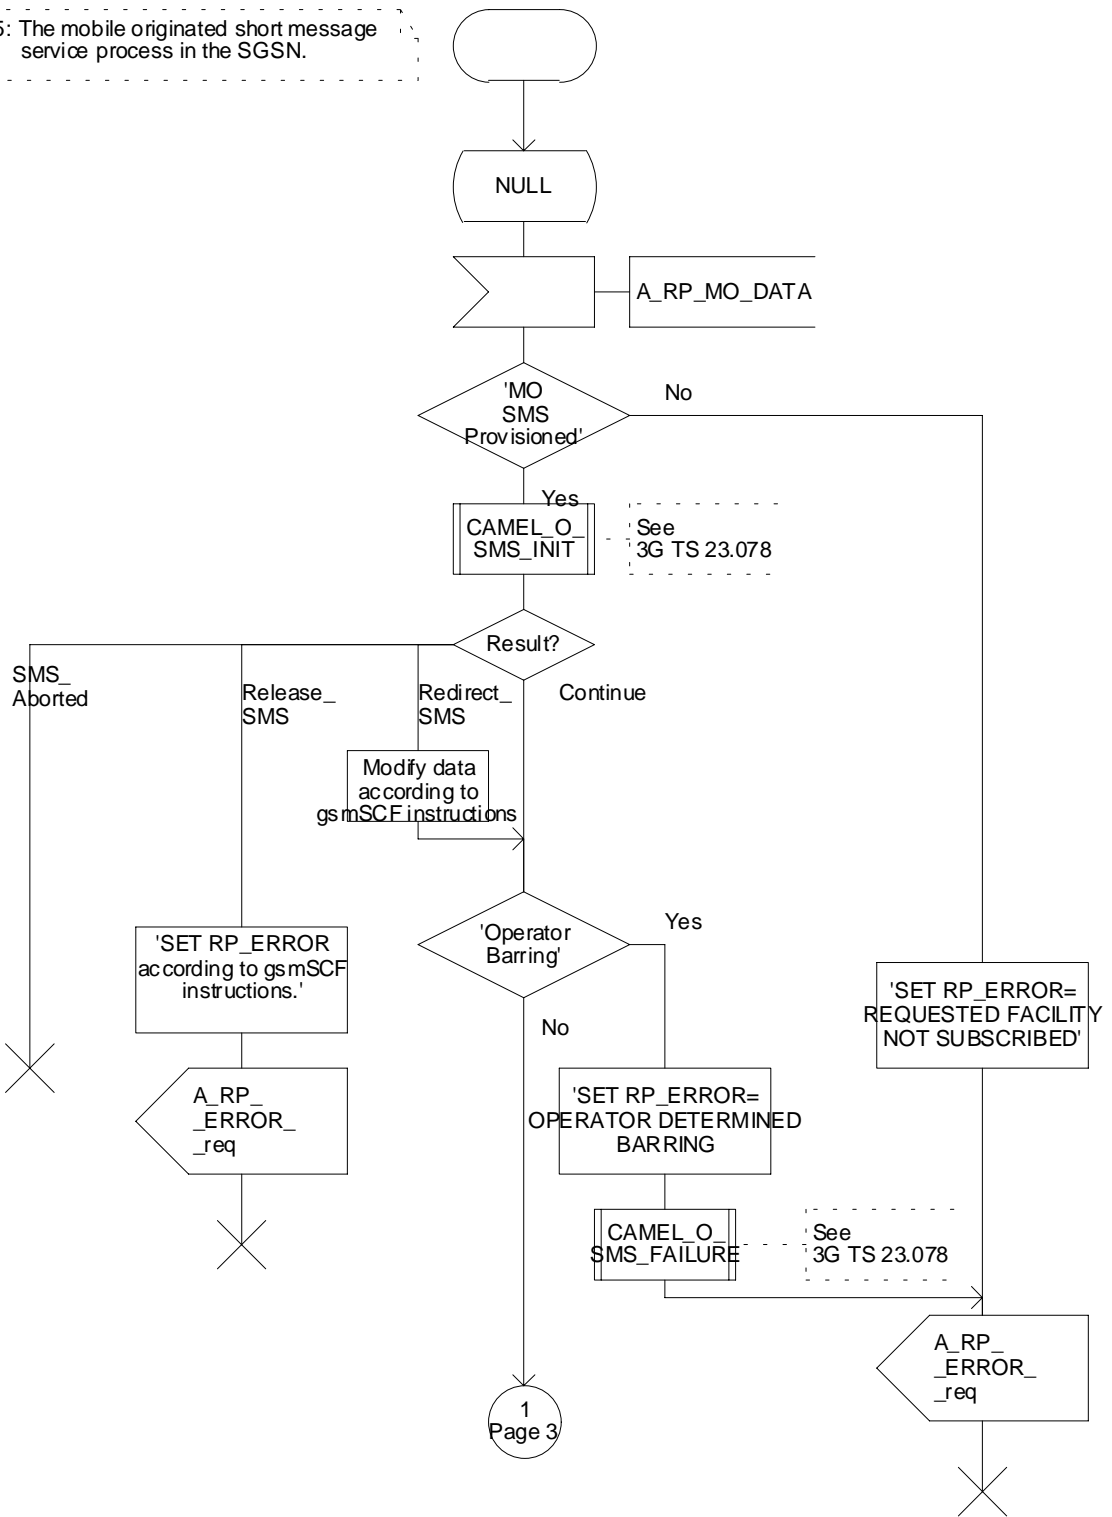 5: The mobile originated short message
service process in the SGSN.
NULL
A_RP_MO_DATA
'MO
SMS
Provisioned'
No
Yes
CAMEL_O_
SMS_INIT
See
3G TS 23.078
Result?
SMS_
Aborted
Release_
SMS
Redirect_
SMS
Continue
Modify data
according to
gsmSCF instructions
'Operator
Barring'
Yes
No
'SET RP_ERROR
according to gsmSCF
instructions.'
'SET RP_ERROR=
REQUESTED FACILITY
NOT SUBSCRIBED'
A_RP_
_ERROR_
_req
'SET RP_ERROR=
OPERATOR DETERMINED
BARRING
CAMEL_O_
SMS_FAILURE
See
3G TS 23.078
A_RP_
_ERROR_
_req
1
Page 3